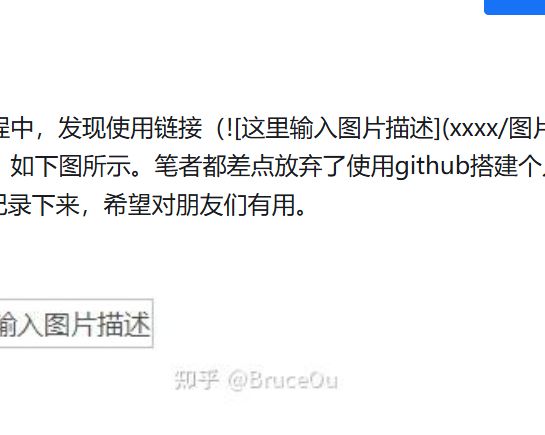 程中，发现使用链接（![这里输入图片描述](xxxx/图片
如下图所示。笔者都差点放弃了使用github搭建个
记录下来，希望对朋友们有用。
输入图片描述
知乎 @BruceOu